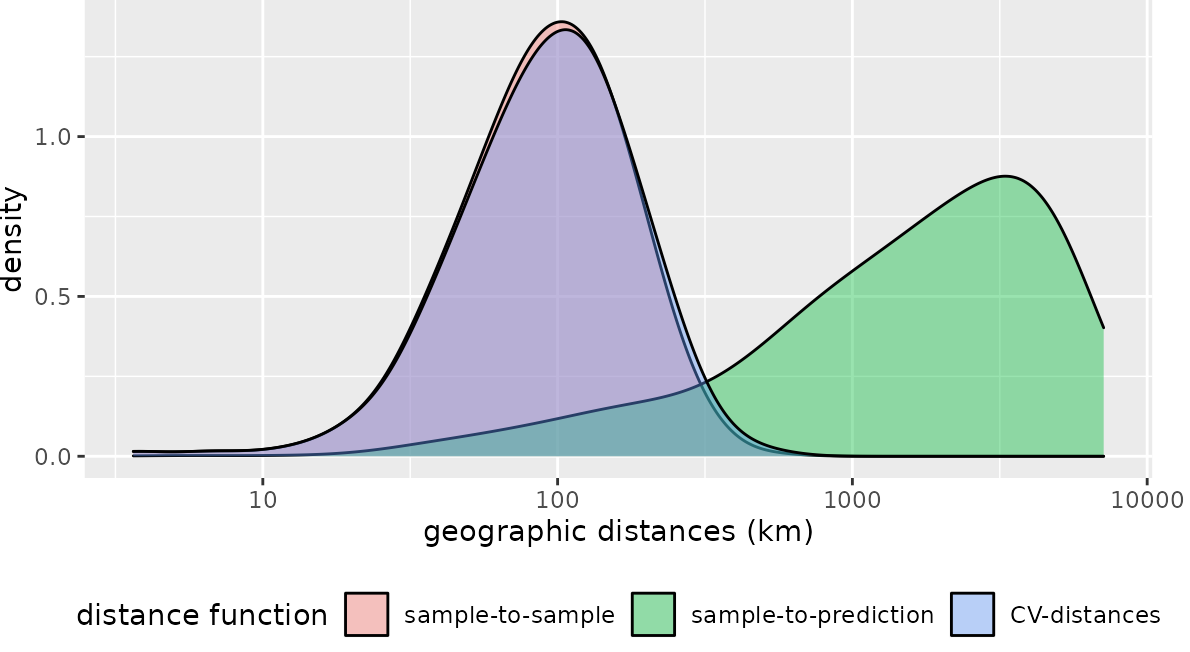 1.0
0.5
0.0
density
10 100 1000 10000
geographic distances (km)
distance function sample-to-sample sample-to-prediction CV-distances